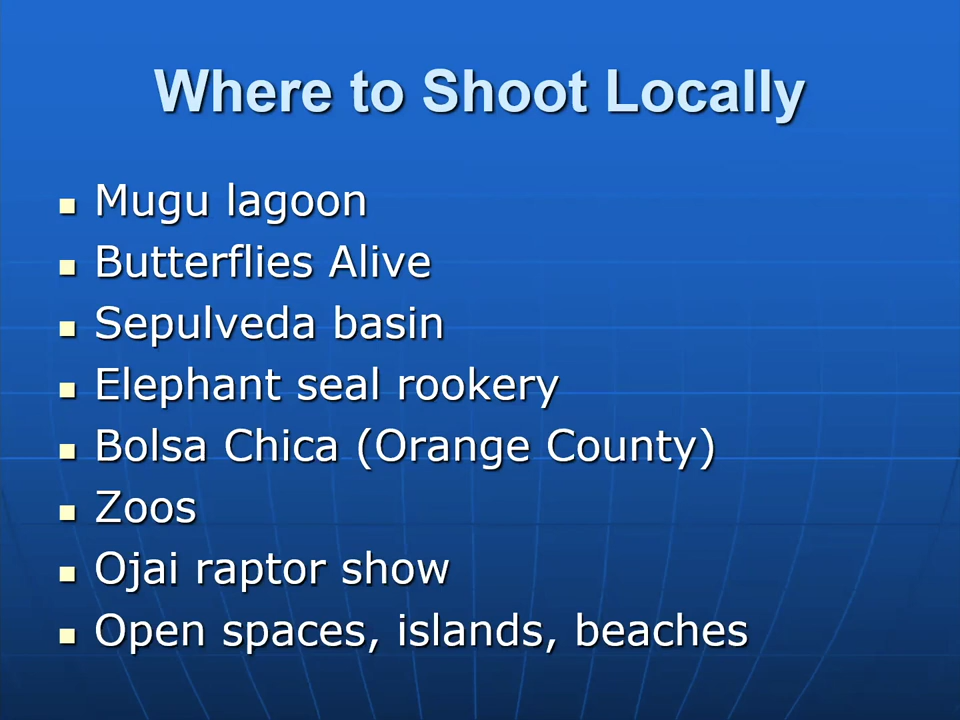 Where to Shoot Locally
Mugu lagoon
Butterflies Alive
Sepulveda basin
Elephant seal rookery
Bolsa Chica (Orange County)
Zoos
Ojai raptor show
Open spaces, islands, beaches